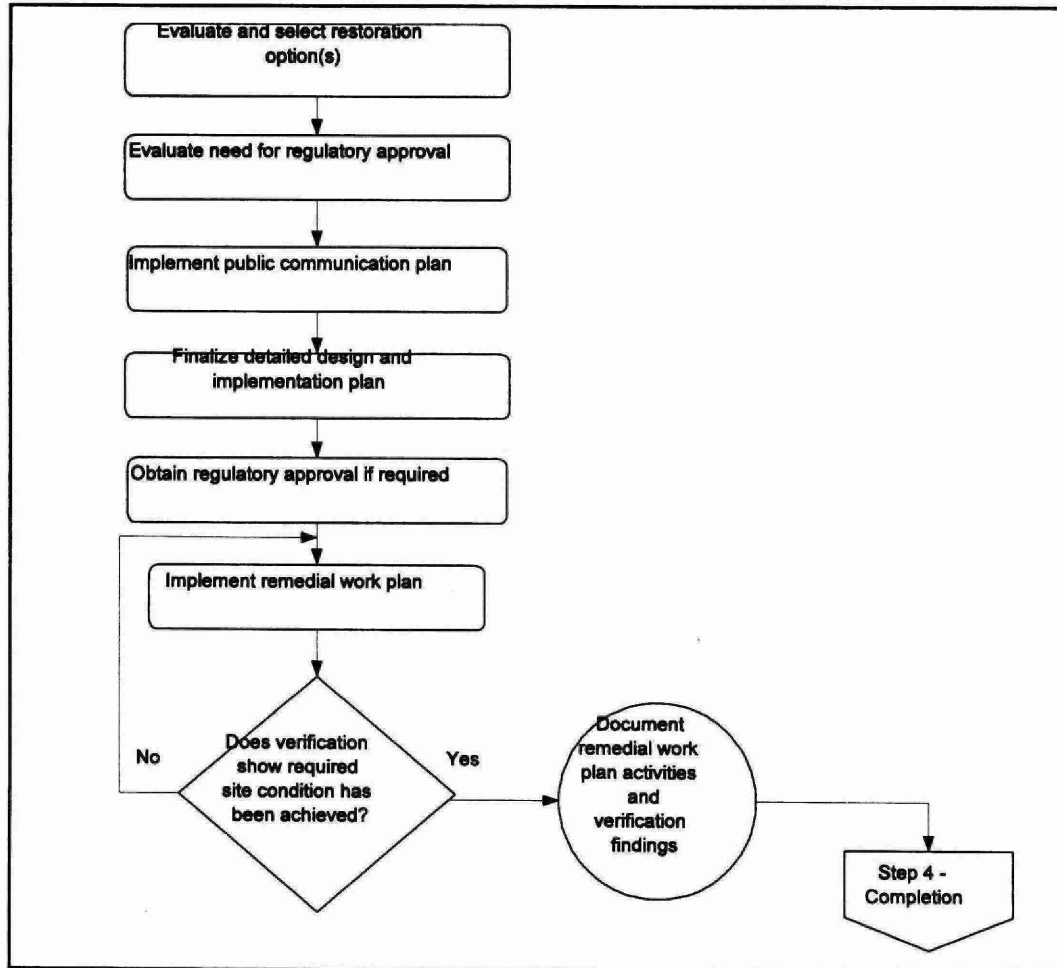 Evaluate and select restoration
option(s)
Evaluate need for regulatory approval
Implement public communication plan
Finalize detailed design and
implementation plan
Obtain regulatory approval if required
Implement remedial work plan
Does verification
show required
site condition has
been achieved?
No
Yes
Document
remedial work
plan activities
and
verification
findings
Step 4 -
Completion